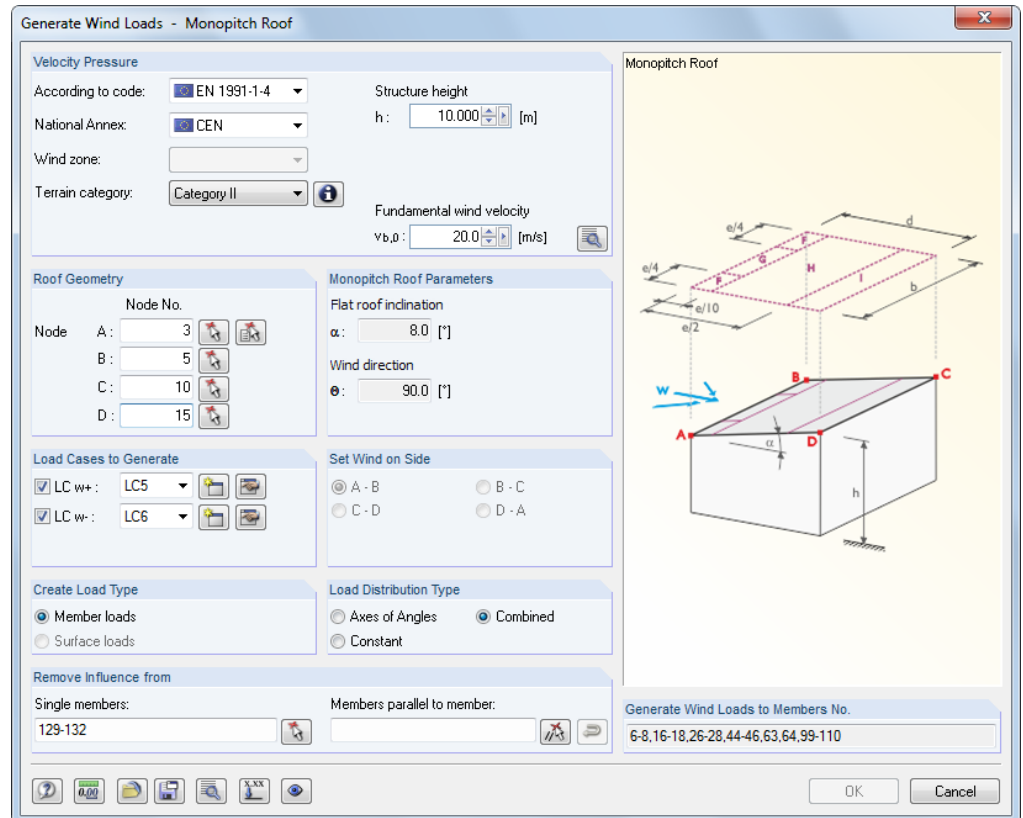 Generate Wind Loads - Monopitch Roof
Velocity Pressure
According to code: EN 1991-1-4
National Annex: CEN
Wind zone:
Terrain category: Category II
Structure height
h : 10.000 [m]
Fundamental wind velocity
vb,0 : 20.0 [m/s]
Roof Geometry
Node No.
Node A : 3
B : 5
C : 10
D : 15
Monopitch Roof Parameters
Flat roof inclination
α : 8.0 [°]
Wind direction
θ : 90.0 [°]
Load Cases to Generate
LC w+ : LC5
LC w- : LC6
Set Wind on Side
A - B B - C
C - D D - A
Create Load Type
Member loads
Surface loads
Load Distribution Type
Axes of Angles Combined
Constant
Remove Influence from
Single members:
129-132
Members parallel to member:
Monopitch Roof
e/4
d
F
G
H
e/4
F
I
b
e/10
e/2
W
B
C
A
α
D
h
Generate Wind Loads to Members No.
6-8,16-18,26-28,44-46,63,64,99-110
0.00
X.XX
OK
Cancel